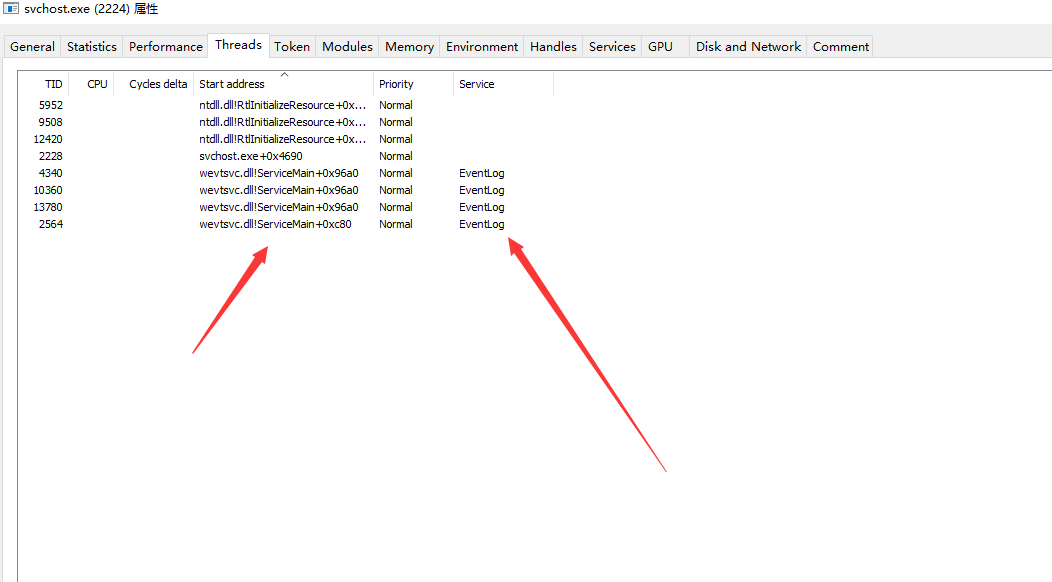 svchost.exe (2224) 属性
General Statistics Performance Threads Token Modules Memory Environment Handles Services GPU Disk and Network Comment
TID CPU Cycles delta Start address Priority Service
5952 ntdll.dll!RtlInitializeResource+0x... Normal
9508 ntdll.dll!RtlInitializeResource+0x... Normal
12420 ntdll.dll!RtlInitializeResource+0x... Normal
2228 svchost.exe+0x4690 Normal
4340 wevtsvc.dll!ServiceMain+0x96a0 Normal EventLog
10360 wevtsvc.dll!ServiceMain+0x96a0 Normal EventLog
13780 wevtsvc.dll!ServiceMain+0x96a0 Normal EventLog
2564 wevtsvc.dll!ServiceMain+0xc80 Normal EventLog